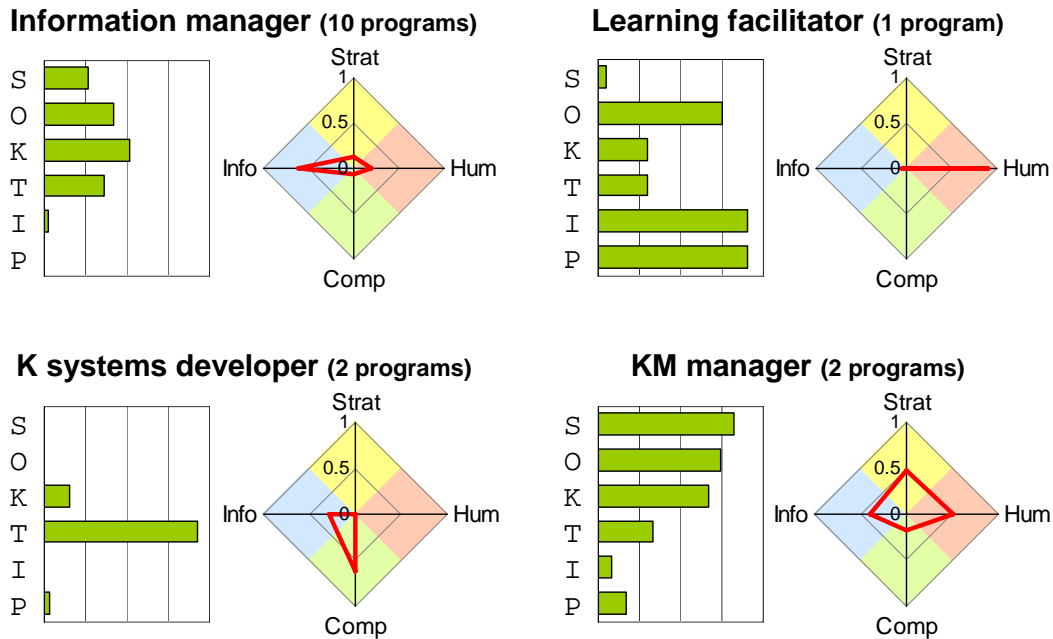 Information manager (10 programs)
S
O
K
T
I
P
Strat
1
0.5
0
Info
Hum
Comp
Learning facilitator (1 program)
S
O
K
T
I
P
Strat
1
0.5
0
Info
Hum
Comp
K systems developer (2 programs)
S
O
K
T
I
P
Strat
1
0.5
0
Info
Hum
Comp
KM manager (2 programs)
S
O
K
T
I
P
Strat
1
0.5
0
Info
Hum
Comp